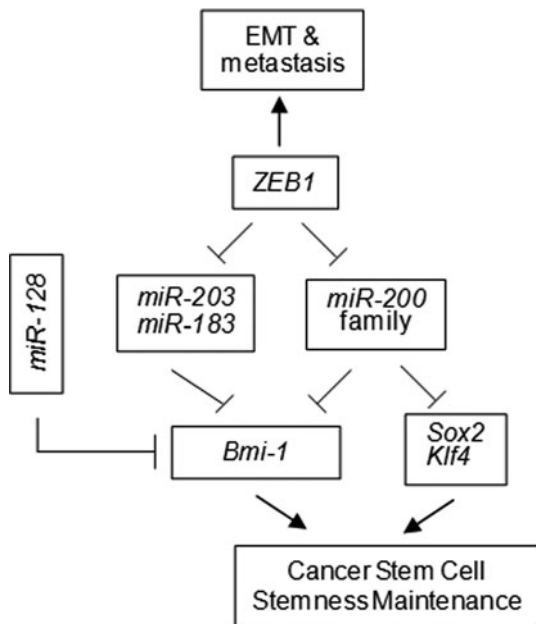 EMT &
metastasis
ZEB1
miR-128
miR-203
miR-183
miR-200
family
Bmi-1
Sox2
Klf4
Cancer Stem Cell
Stemness Maintenance